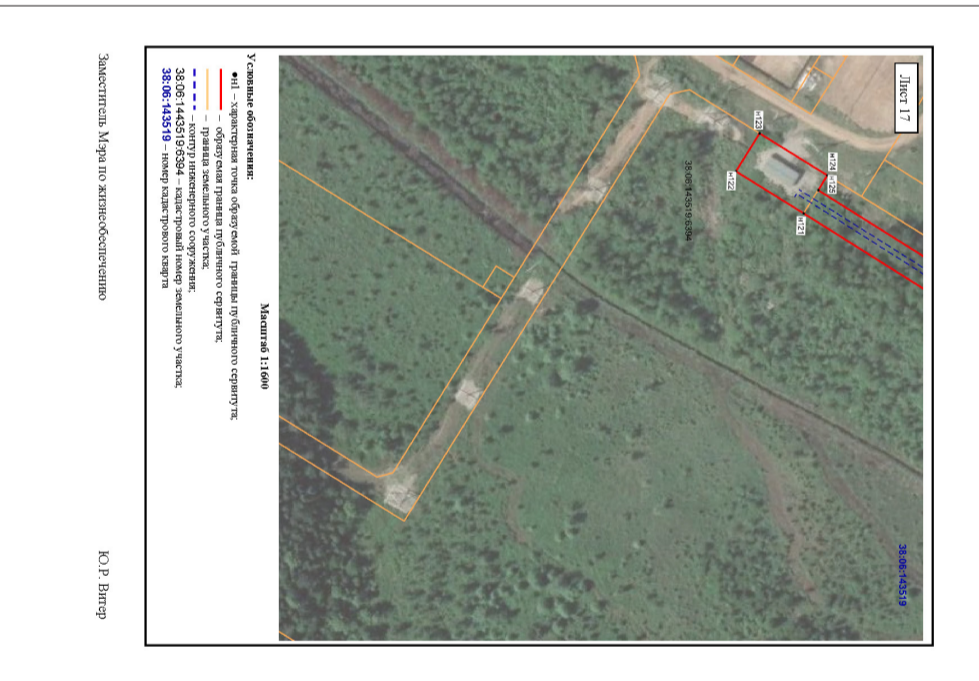 Лист 17
38:06:143519
н123
н124
н125
н122
н121
38:06:143519:6394
Масштаб 1:1600
Условные обозначения:
●н1 – характерная точка образуемой границы публичного сервитута;
– образуемая граница публичного сервитута;
– граница земельного участка;
– контур инженерного сооружения;
38:06:1443519:6394 – кадастровый номер земельного участка;
38:06:143519 – номер кадастрового кварта
Заместитель Мэра по жизнеобеспечению Ю.Р. Витер